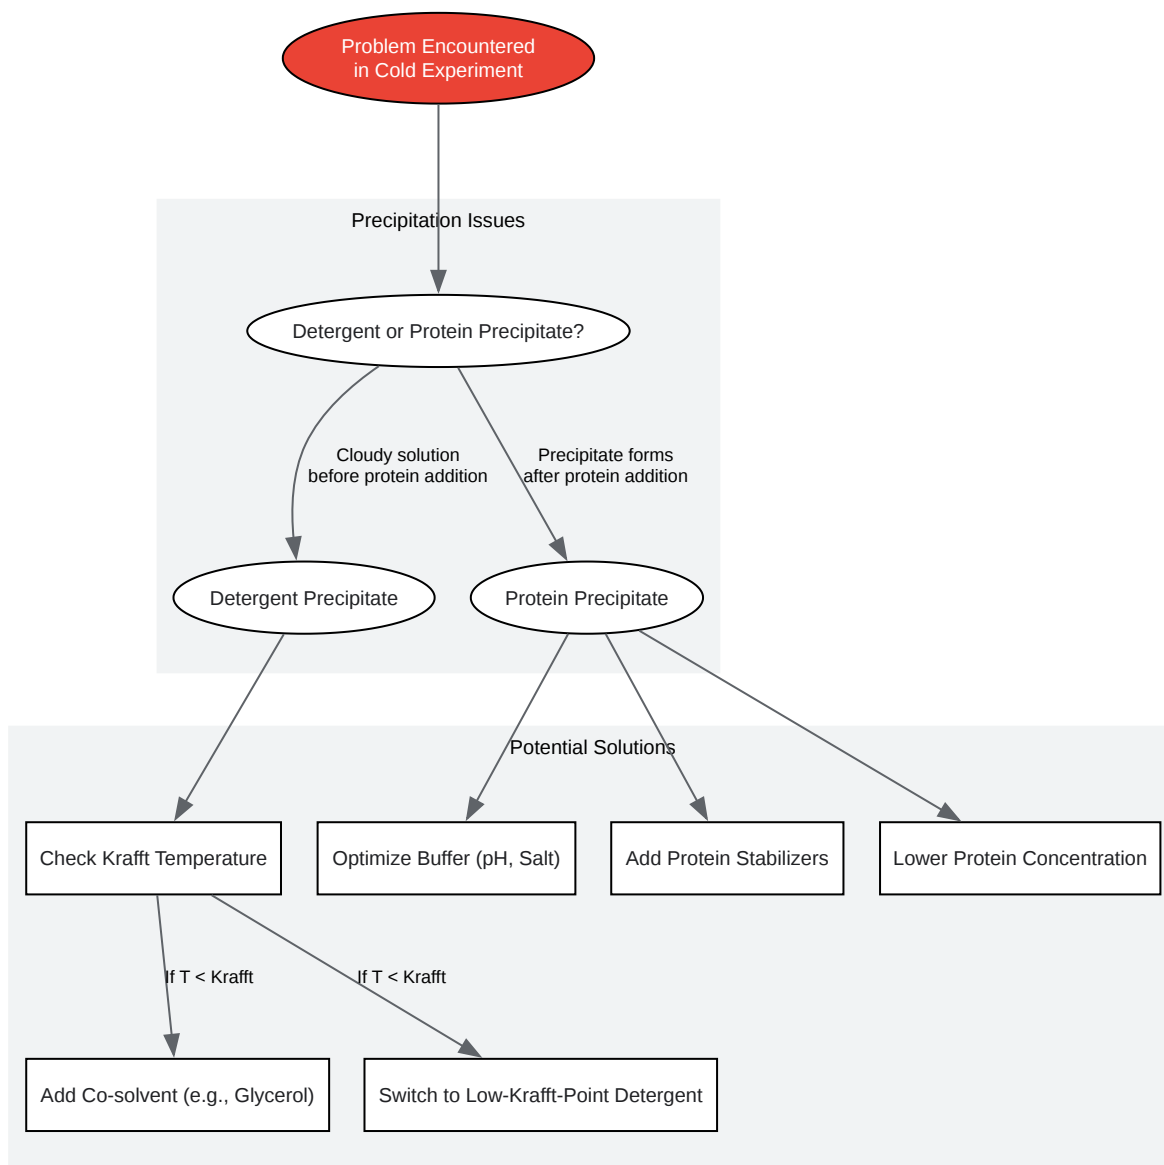 Problem Encountered
in Cold Experiment
Precipitation Issues
Detergent or Protein Precipitate?
Cloudy solution
before protein addition
Precipitate forms
after protein addition
Detergent Precipitate
Protein Precipitate
Potential Solutions
Check Krafft Temperature
Optimize Buffer (pH, Salt)
Add Protein Stabilizers
Lower Protein Concentration
If T < Krafft
If T < Krafft
Add Co-solvent (e.g., Glycerol)
Switch to Low-Krafft-Point Detergent